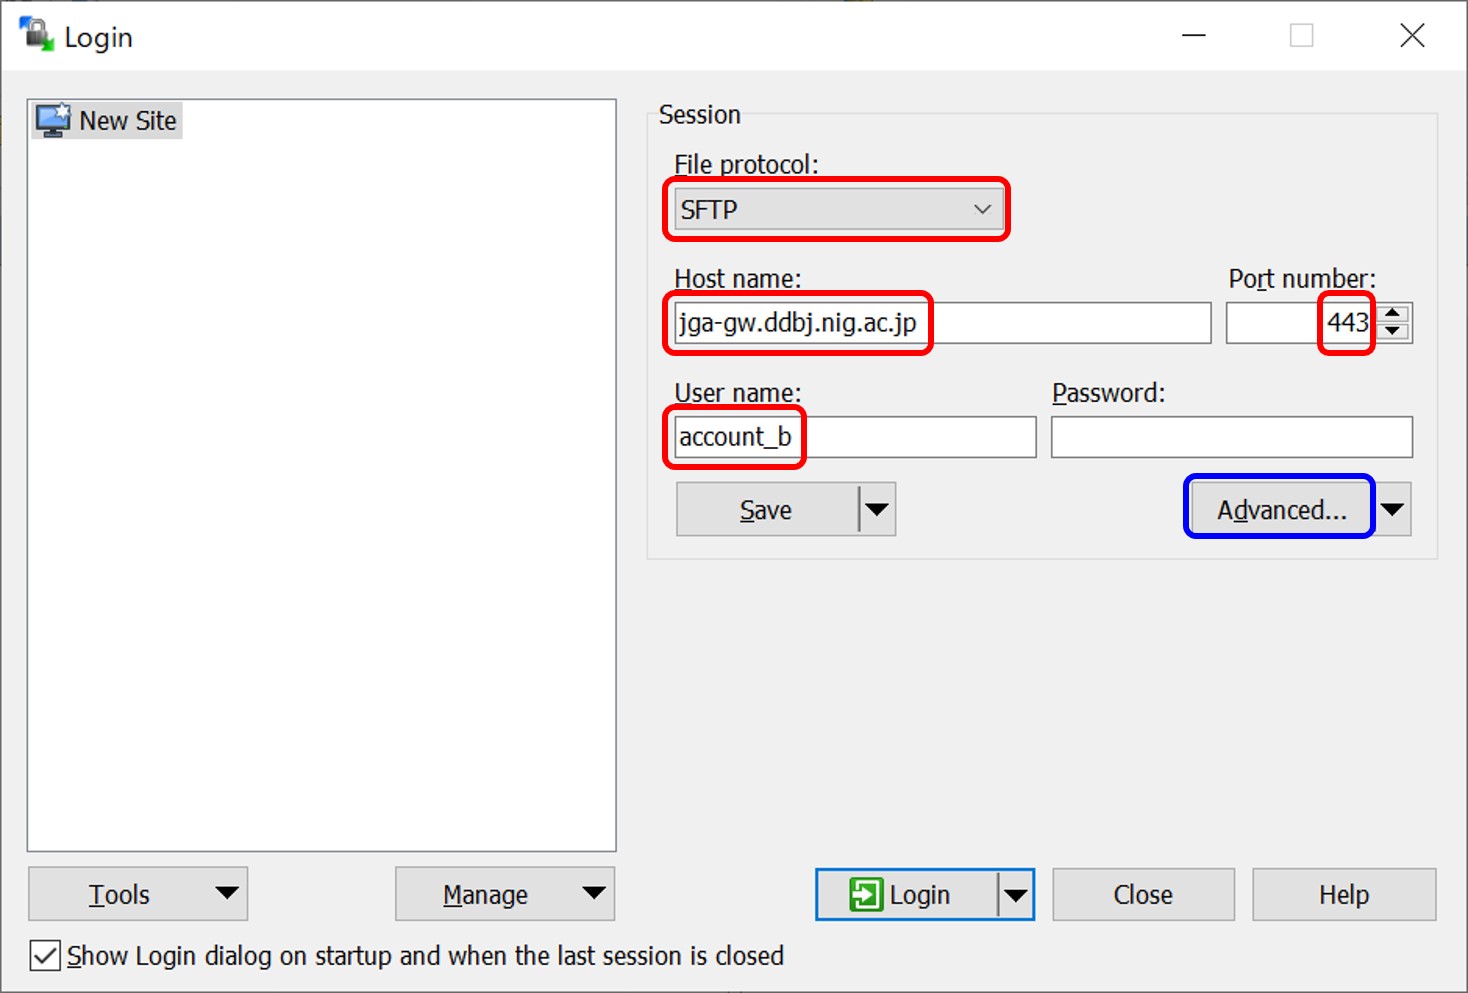 Login
New Site
Session
File protocol:
SFTP
Host name: Port number:
jga-gw.ddbj.nig.ac.jp 443
User name: Password:
account_b
Save Advanced...
Tools Manage Login Close Help
Show Login dialog on startup and when the last session is closed